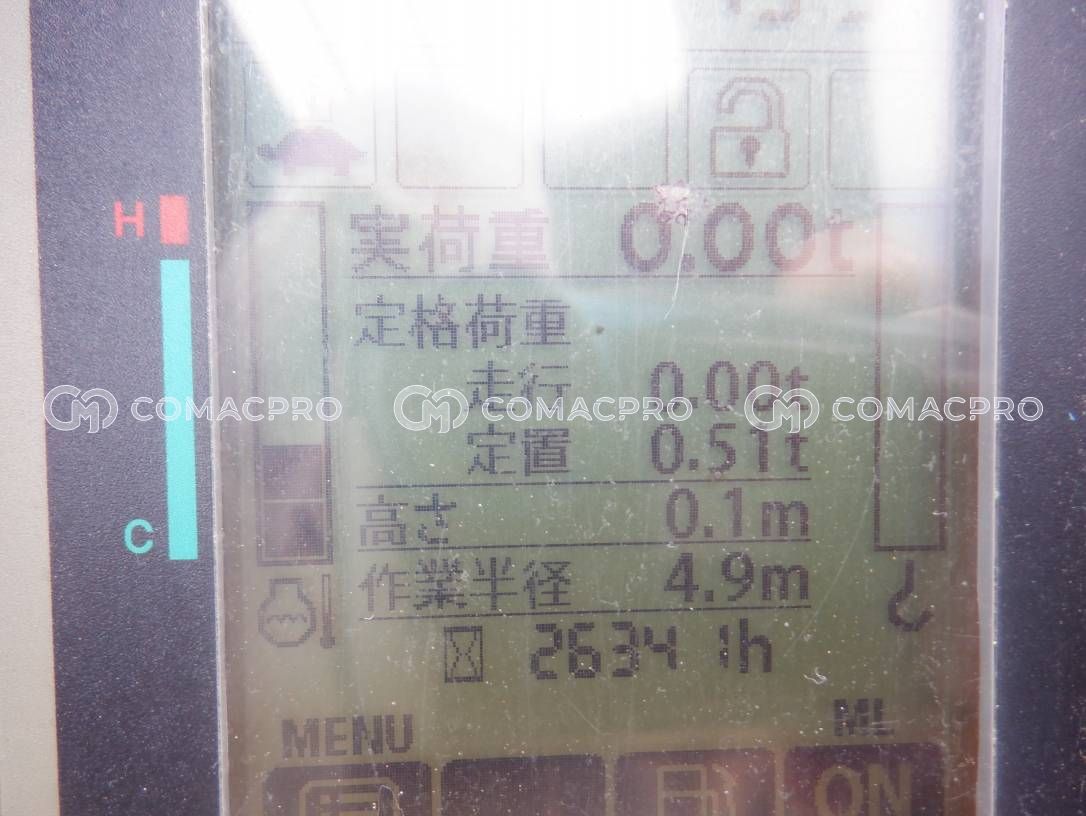 H
実荷重 0.00t
定格荷重
走行 0.00t
COMACPRO COMACPRO COMACPRO
定置 0.51t
高さ 0.1m
C
作業半径 4.9m
2634 1h
MENU ML
ON